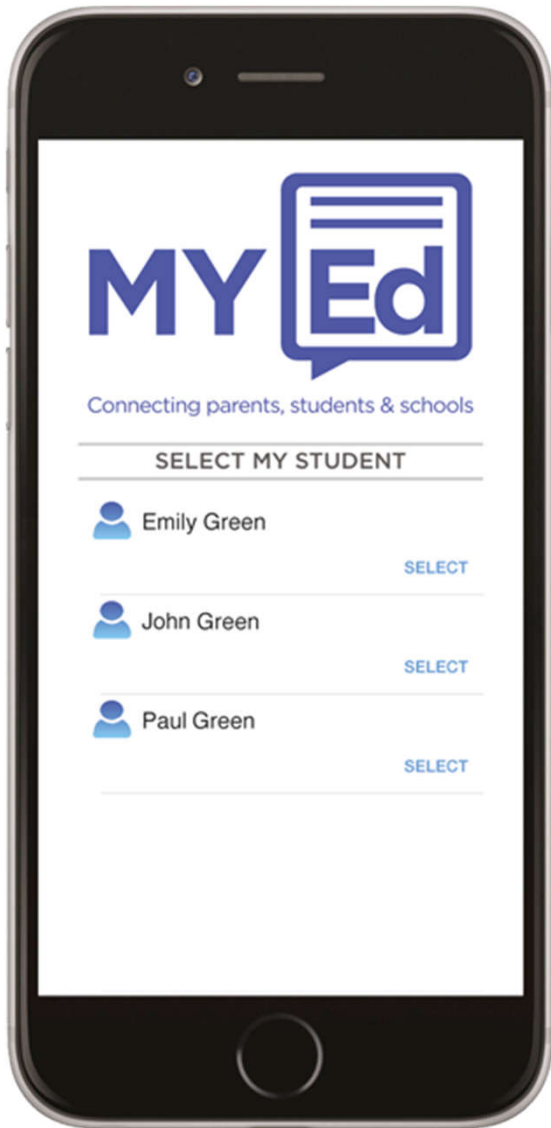 MY Ed
Connecting parents, students & schools
SELECT MY STUDENT
Emily Green
SELECT
John Green
SELECT
Paul Green
SELECT